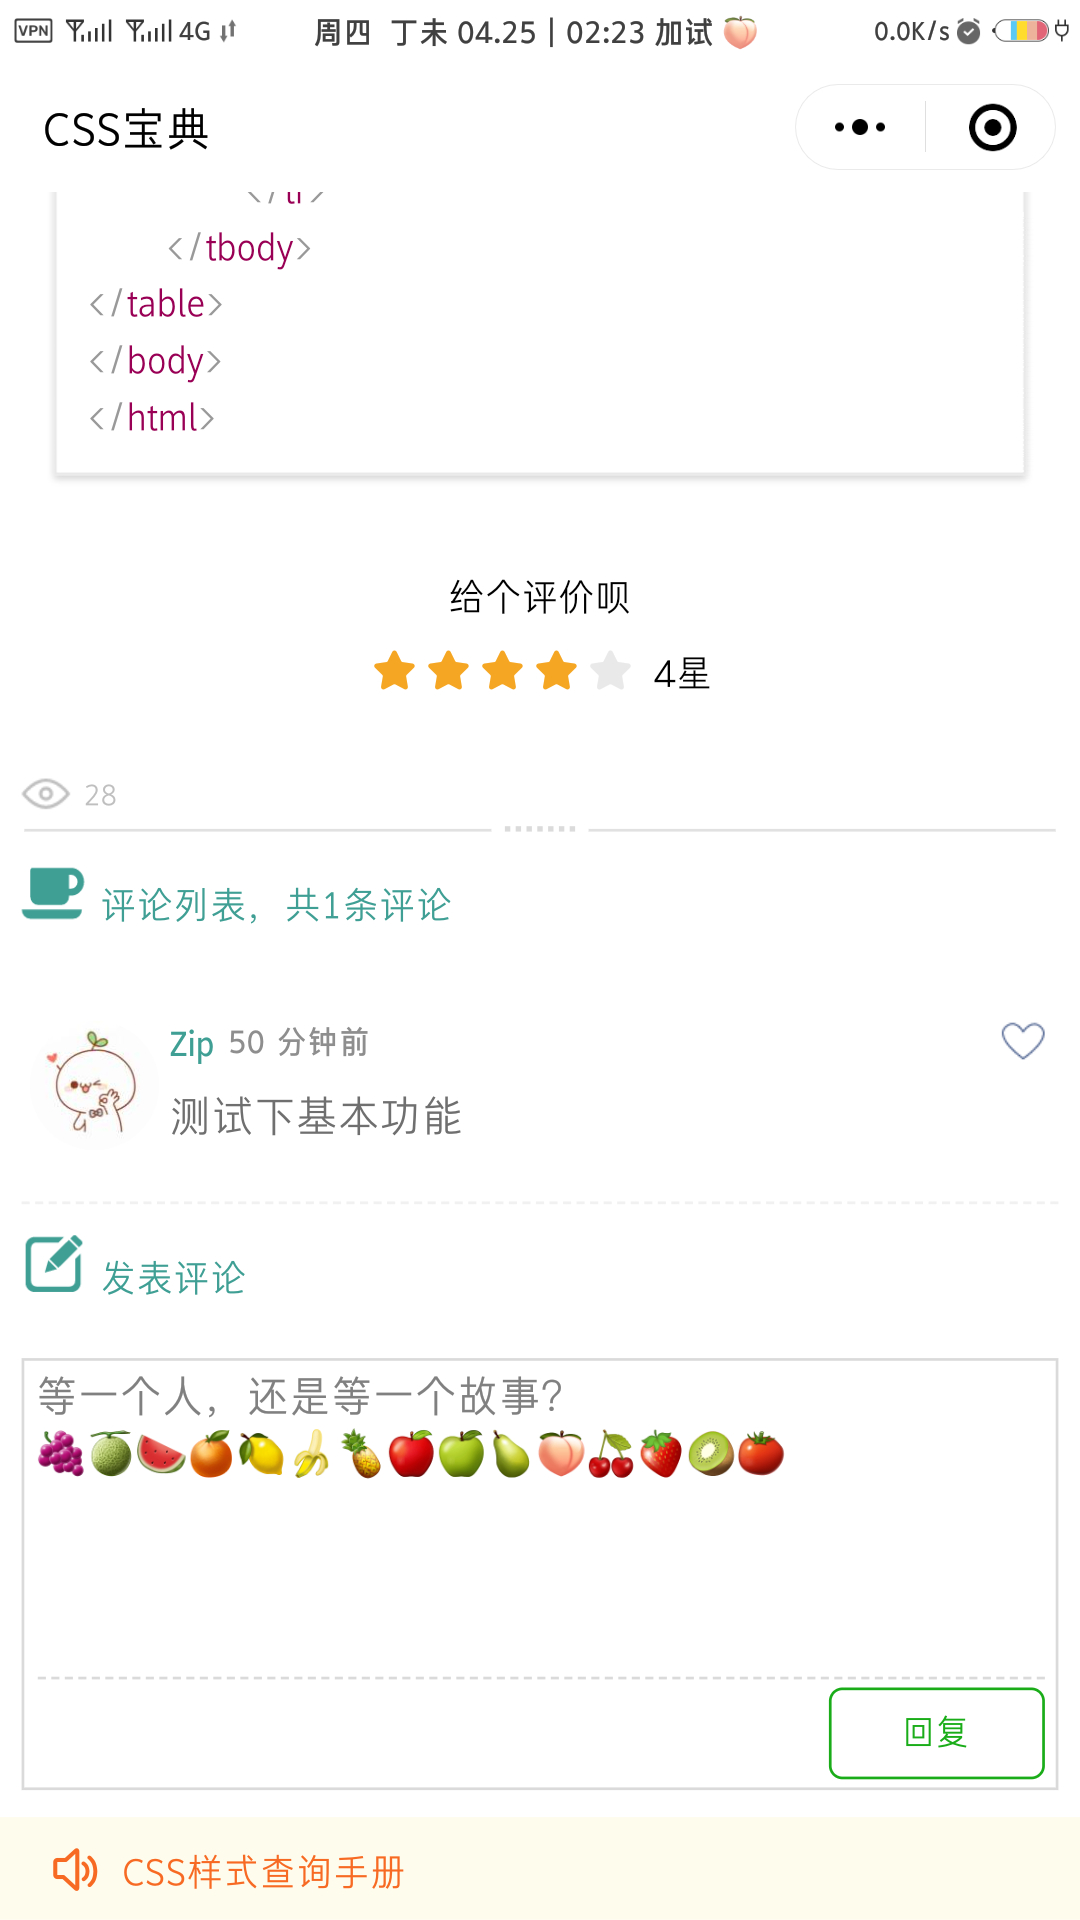 VPN 4G 周四 丁未 04.25 | 02:23 加试 🍑 0.0K/s
CSS宝典
</tr>
</tbody>
</table>
</body>
</html>
给个评价呗
4星
28
评论列表，共1条评论
Zip 50 分钟前
测试下基本功能
发表评论
等一个人，还是等一个故事？
🍇🍈🍉🍊🍋🍌🍍🍎🍏🍐🍑🍒🍓🥝🍅
回复
CSS样式查询手册